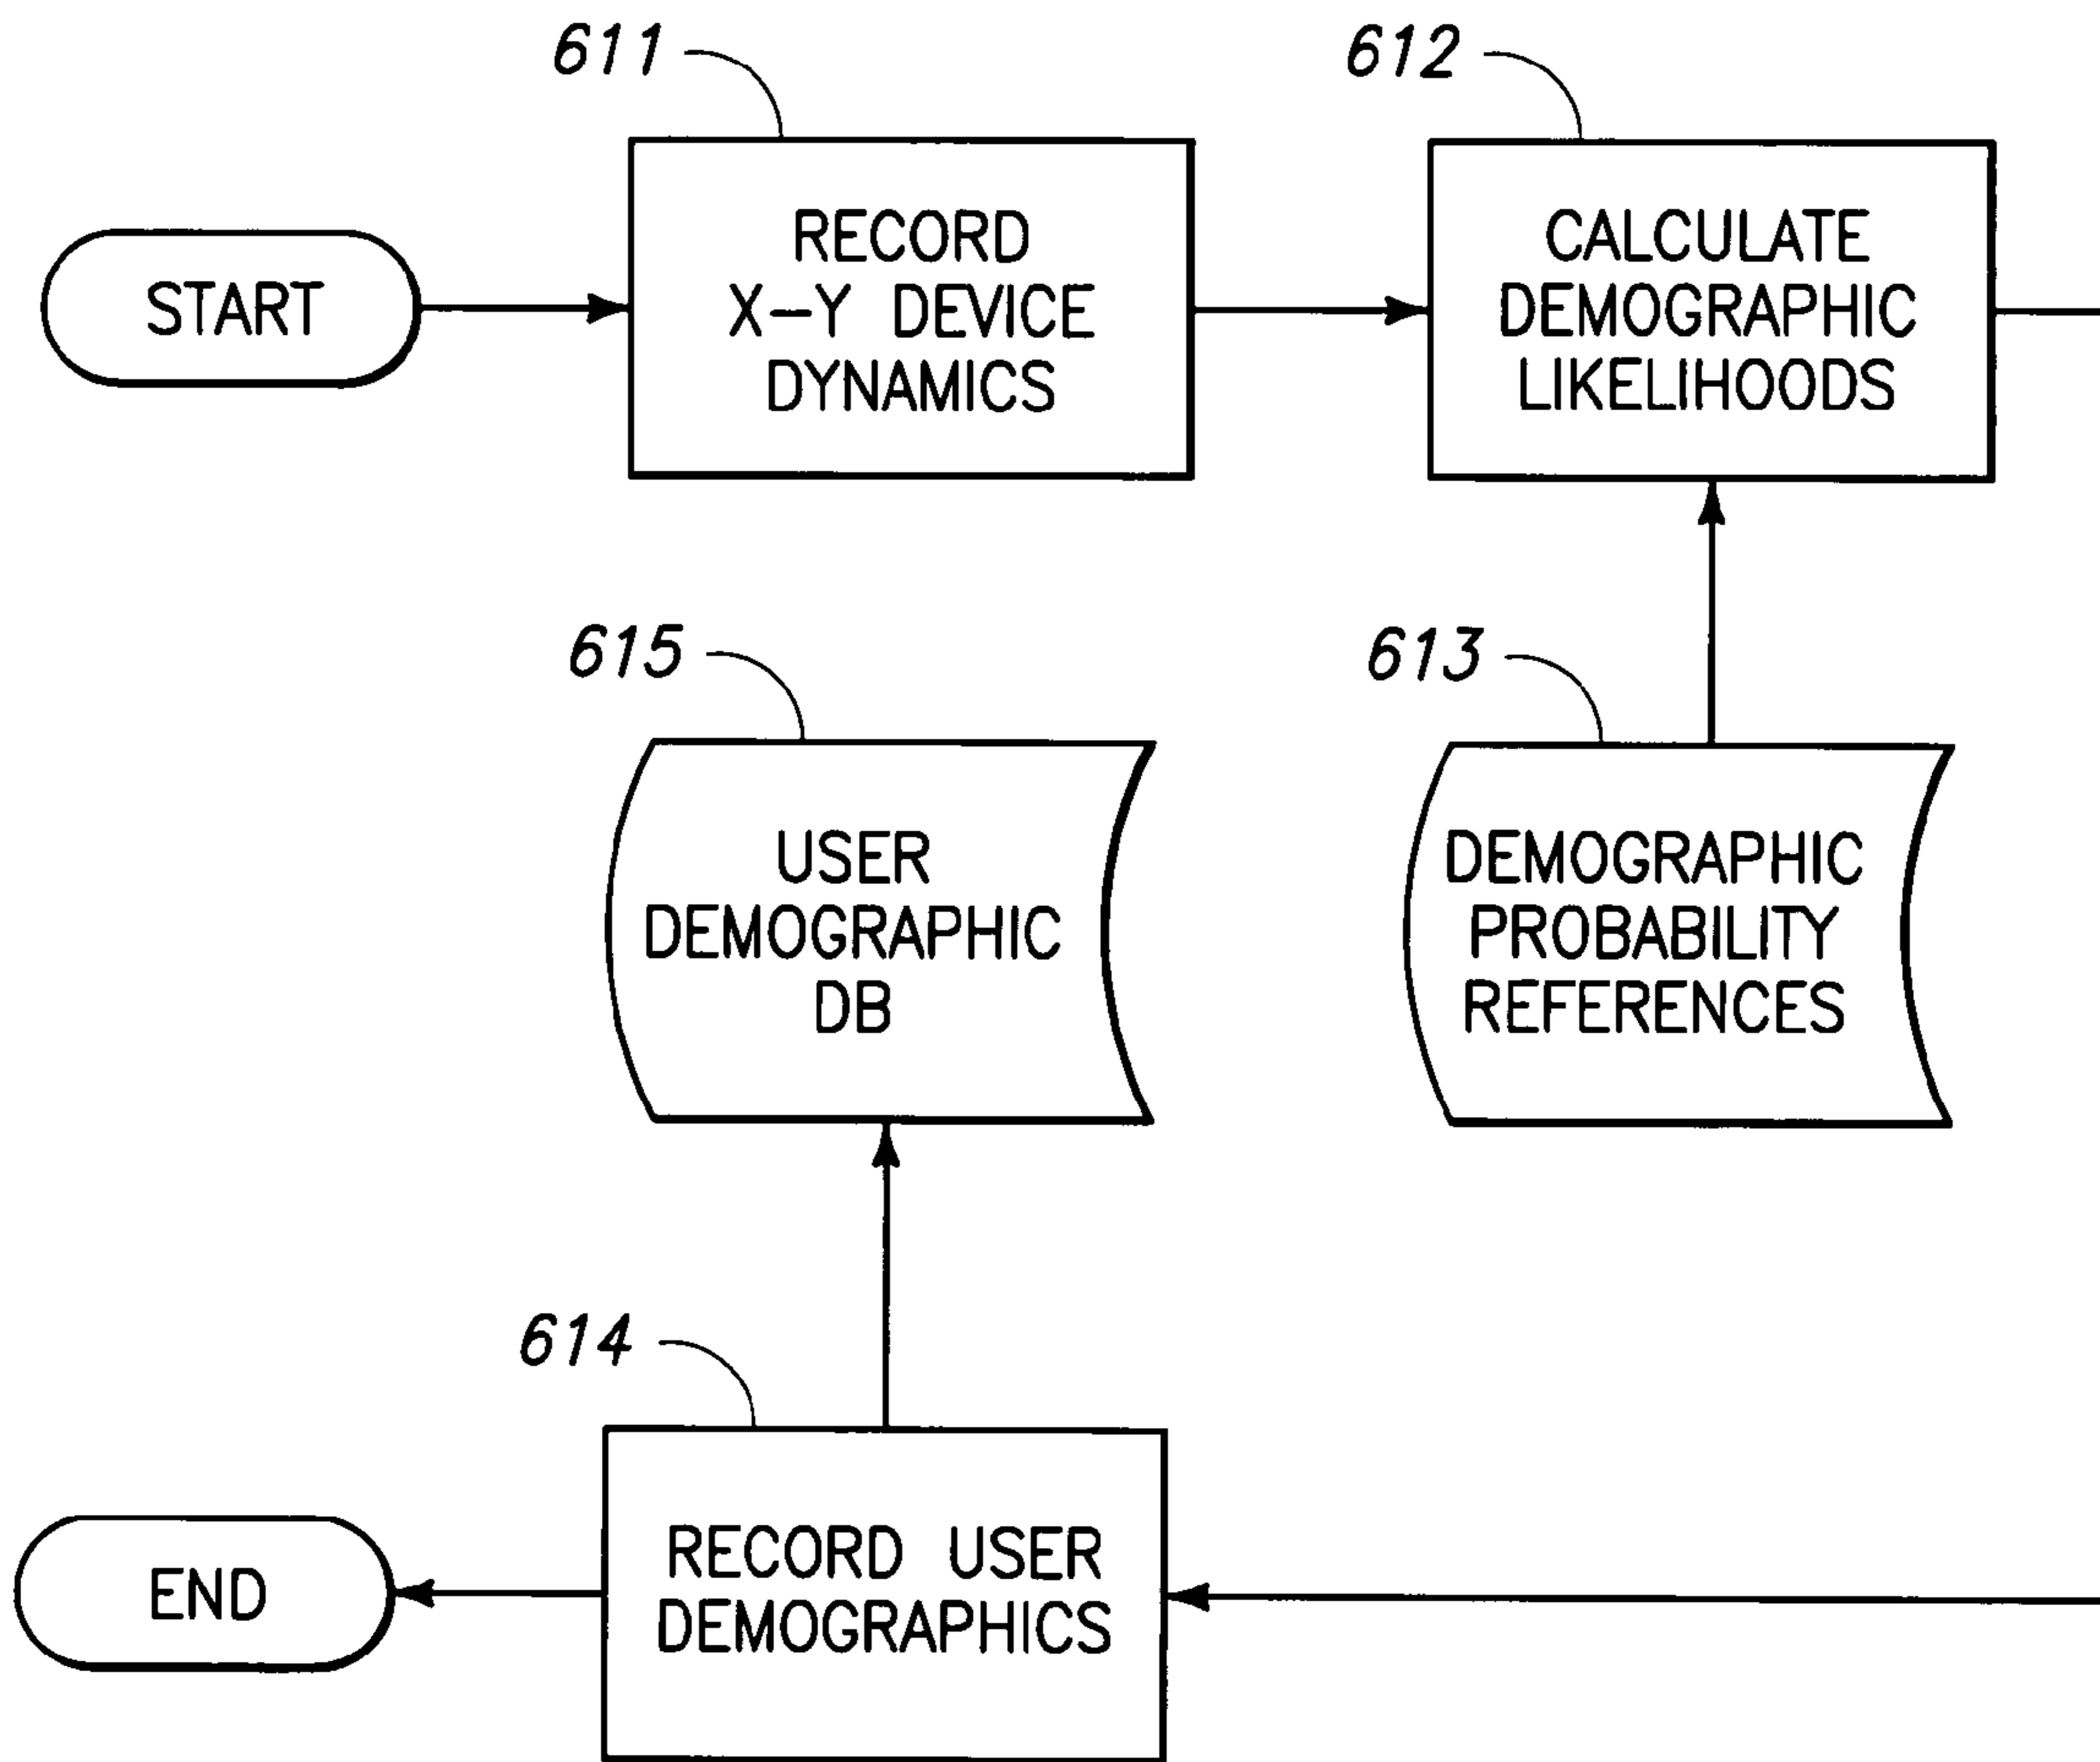 611
612
START
RECORD
X-Y DEVICE
DYNAMICS
CALCULATE
DEMOGRAPHIC
LIKELIHOODS
615
613
USER
DEMOGRAPHIC
DB
DEMOGRAPHIC
PROBABILITY
REFERENCES
614
END
RECORD USER
DEMOGRAPHICS